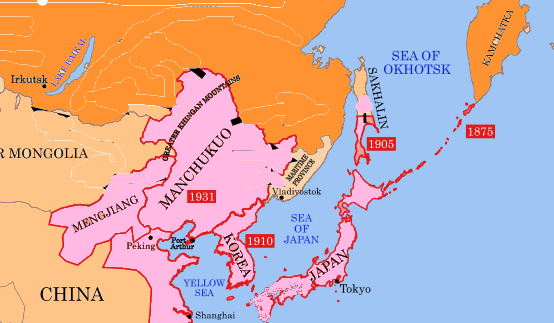 KAMCHATKA
SEA OF
OKHOTSK
LAKE BAIKAL
Irkutsk
SAKHALIN
GREATER KHINGAN MOUNTAINS
1875
1905
R MONGOLIA
MANCHUKUO
MARITIME
PROVINCE
1931
Vladivostok
MENGJIANG
SEA
OF
JAPAN
Peking
Port
Arthur
KOREA
1910
JAPAN
YELLOW
SEA
CHINA
Tokyo
Shanghai